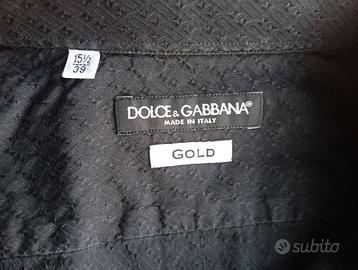 15½
39
DOLCE & GABBANA®
MADE IN ITALY
GOLD
subito